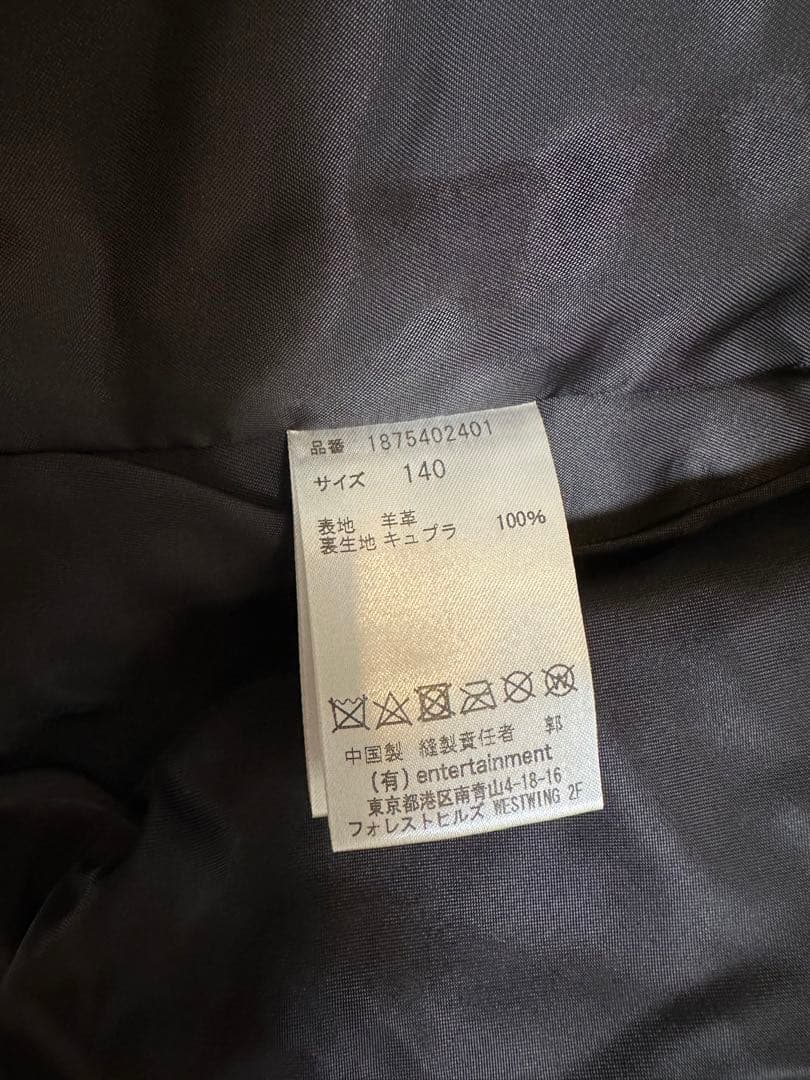 品番 1875402401
サイズ 140
表地 羊革
裏生地 キュプラ 100%
中国製 縫製責任者 郭
(有) entertainment
東京都港区南青山4-18-16
フォレストヒルズ WESTWING 2F